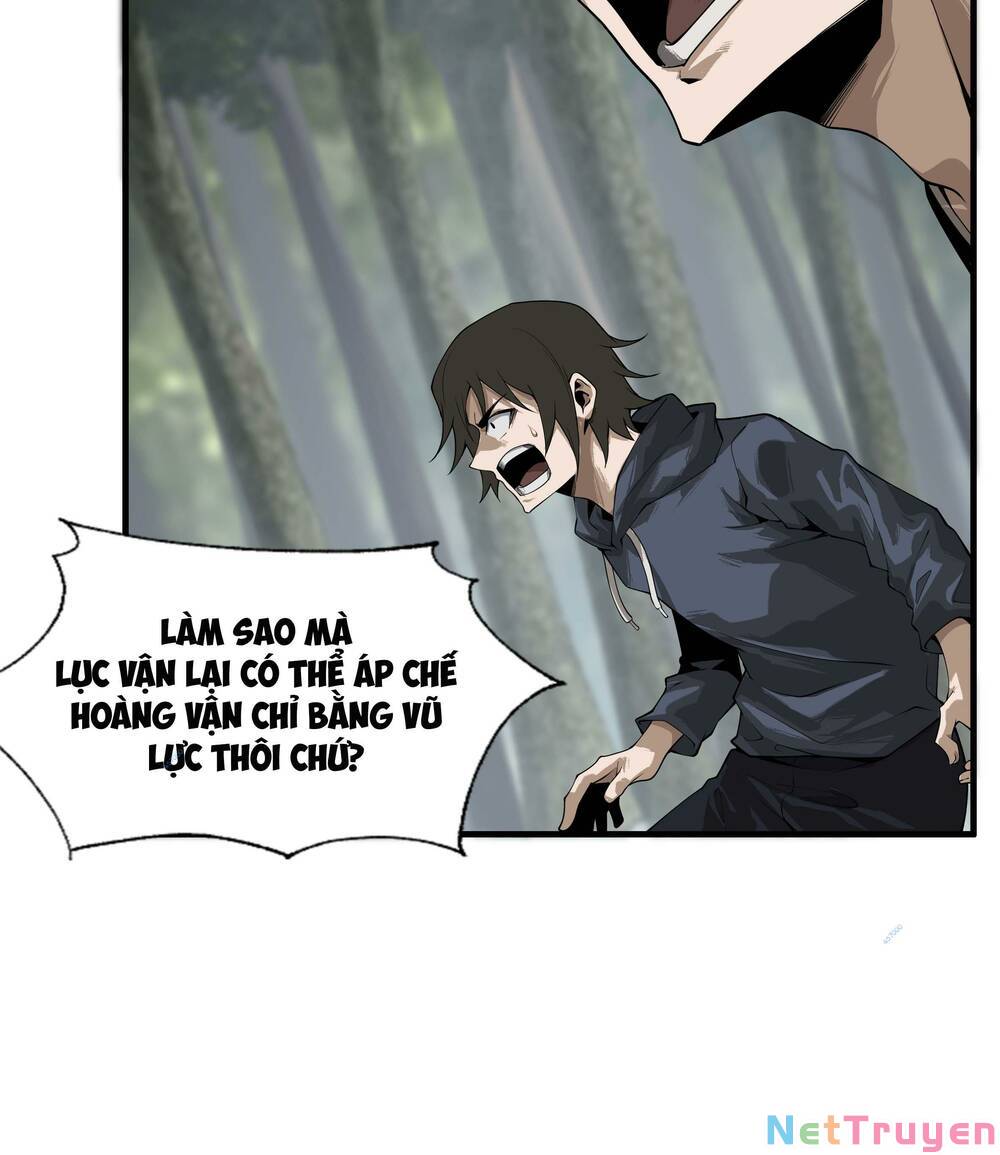 LÀM SAO MÀ
LỤC VẬN LẠI CÓ THỂ ÁP CHẾ
HOÀNG VẬN CHỈ BẰNG VŨ
LỰC THÔI CHỨ?
457000
NetTruyen